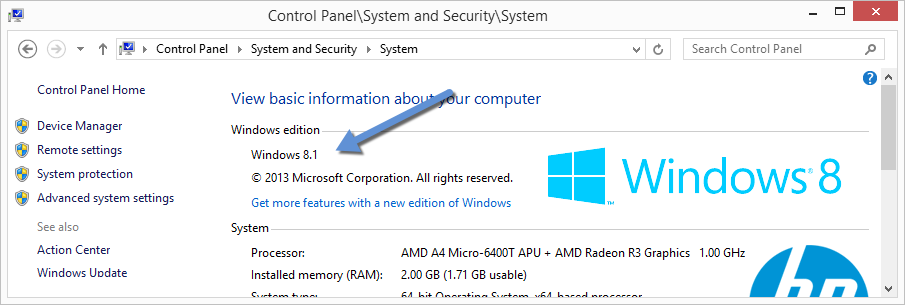 Control Panel\System and Security\System
Control Panel System and Security System Search Control Panel
Control Panel Home
Device Manager
Remote settings
System protection
Advanced system settings
See also
Action Center
Windows Update
View basic information about your computer
Windows edition
Windows 8.1
© 2013 Microsoft Corporation. All rights reserved.
Get more features with a new edition of Windows
Windows® 8
System
Processor: AMD A4 Micro-6400T APU + AMD Radeon R3 Graphics 1.00 GHz
Installed memory (RAM): 2.00 GB (1.71 GB usable)
System type: 64-bit Operating System, x64-based processor
hp